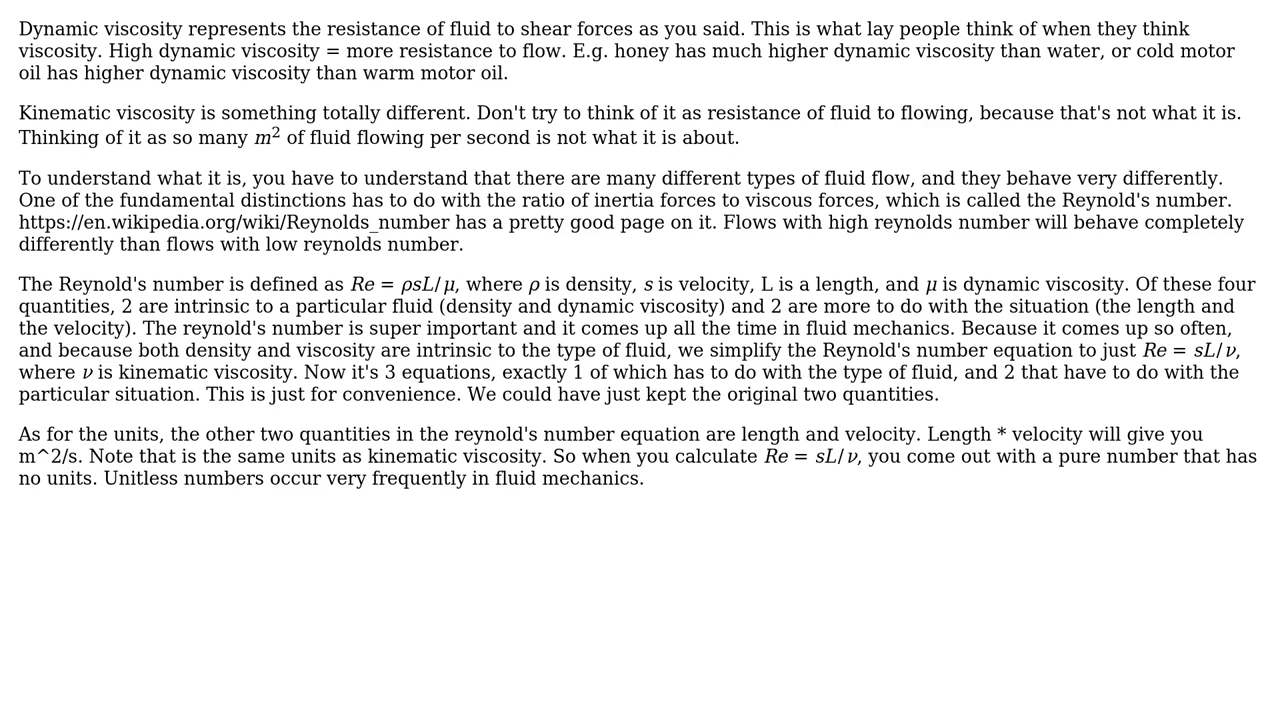 Dynamic viscosity represents the resistance of fluid to shear forces as you said. This is what lay people think of when they think
viscosity. High dynamic viscosity = more resistance to flow. E.g. honey has much higher dynamic viscosity than water, or cold motor
oil has higher dynamic viscosity than warm motor oil.
Kinematic viscosity is something totally different. Don't try to think of it as resistance of fluid to flowing, because that's not what it is.
Thinking of it as so many m² of fluid flowing per second is not what it is about.
To understand what it is, you have to understand that there are many different types of fluid flow, and they behave very differently.
One of the fundamental distinctions has to do with the ratio of inertia forces to viscous forces, which is called the Reynold's number.
https://en.wikipedia.org/wiki/Reynolds_number has a pretty good page on it. Flows with high reynolds number will behave completely
differently than flows with low reynolds number.
The Reynold's number is defined as Re = ρsL/μ, where ρ is density, s is velocity, L is a length, and μ is dynamic viscosity. Of these four
quantities, 2 are intrinsic to a particular fluid (density and dynamic viscosity) and 2 are more to do with the situation (the length and
the velocity). The reynold's number is super important and it comes up all the time in fluid mechanics. Because it comes up so often,
and because both density and viscosity are intrinsic to the type of fluid, we simplify the Reynold's number equation to just Re = sL/ν,
where ν is kinematic viscosity. Now it's 3 equations, exactly 1 of which has to do with the type of fluid, and 2 that have to do with the
particular situation. This is just for convenience. We could have just kept the original two quantities.
As for the units, the other two quantities in the reynold's number equation are length and velocity. Length * velocity will give you
m^2/s. Note that is the same units as kinematic viscosity. So when you calculate Re = sL/ν, you come out with a pure number that has
no units. Unitless numbers occur very frequently in fluid mechanics.